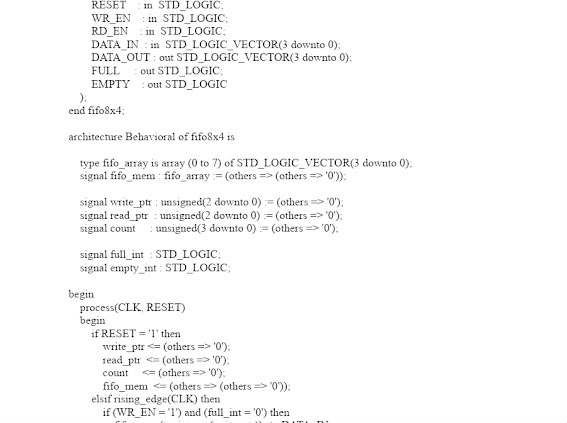 RESET : in STD_LOGIC;
WR_EN : in STD_LOGIC;
RD_EN : in STD_LOGIC;
DATA_IN : in STD_LOGIC_VECTOR(3 downto 0);
DATA_OUT : out STD_LOGIC_VECTOR(3 downto 0);
FULL : out STD_LOGIC;
EMPTY : out STD_LOGIC
);
end fifo8x4;
architecture Behavioral of fifo8x4 is
type fifo_array is array (0 to 7) of STD_LOGIC_VECTOR(3 downto 0);
signal fifo_mem : fifo_array := (others => (others => '0'));
signal write_ptr : unsigned(2 downto 0) := (others => '0');
signal read_ptr : unsigned(2 downto 0) := (others => '0');
signal count : unsigned(3 downto 0) := (others => '0');
signal full_int : STD_LOGIC;
signal empty_int : STD_LOGIC;
begin
process(CLK, RESET)
begin
if RESET = '1' then
write_ptr <= (others => '0');
read_ptr <= (others => '0');
count <= (others => '0');
fifo_mem <= (others => (others => '0'));
elsif rising_edge(CLK) then
if (WR_EN = '1') and (full_int = '0') then